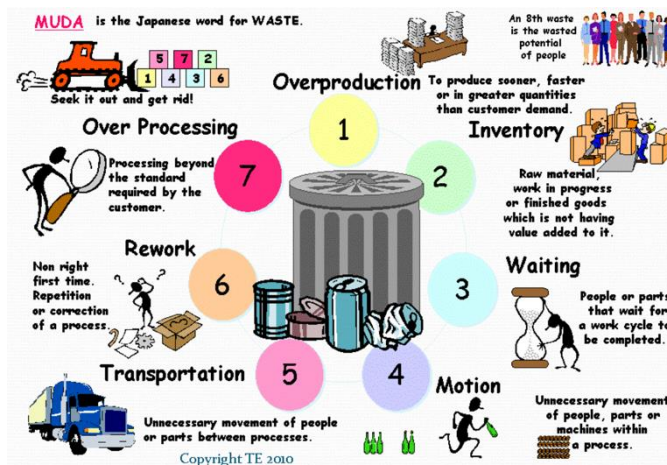 MUDA is the Japanese word for WASTE.
5 7 2
1 4 3 6
Seek it out and get rid!
An 8th waste
is the wasted
potential
of people
Overproduction
To produce sooner, faster
or in greater quantities
than customer demand.
1
Inventory
Raw material,
work in progress
or finished goods
which is not having
value added to it.
2
Waiting
People or parts
that wait for
a work cycle to
be completed.
3
Motion
Unnecessary movement
of people, parts or
machines within
a process.
4
Transportation
Unnecessary movement of people
or parts between processes.
5
Rework
Non right
first time.
Repetition
or correction
of a process.
6
Over Processing
Processing beyond
the standard
required by the
customer.
7
Copyright TE 2010